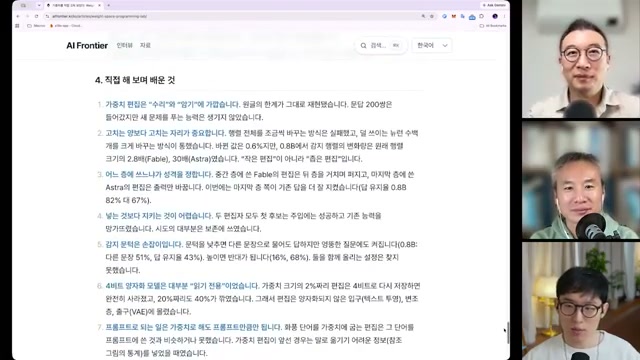 AI Frontier 인터뷰 자료
검색...
한국어
4. 직접 해 보며 배운 것
1. 가중치 편집은 "수리"와 "암기"에 가깝습니다. 원글의 한계가 그대로 재현됐습니다. 문답 200쌍은
들어갔지만 새 문제를 푸는 능력은 생기지 않았습니다.
2. 고치는 양보다 고치는 자리가 중요합니다. 행렬 전체를 조금씩 바꾸는 방식은 실패했고, 덜 쓰이는 뉴런 수백
개를 크게 바꾸는 방식이 통했습니다. 바뀐 값은 0.6%지만, 0.8B에서 감지 행렬의 변화량은 원래 행렬
크기의 2.8배(Fable), 30배(Astra)였습니다. "작은 편집"이 아니라 "좁은 편집"입니다.
3. 어느 층에 쓰느냐가 성격을 정합니다. 중간 층에 쓴 Fable의 편집은 뒤 층을 거치며 퍼지고, 마지막 층에 쓴
Astra의 편집은 출력만 바꿉니다. 이번에는 마지막 층 쪽이 기존 답을 더 잘 지켰습니다(답 유지율 0.8B
82% 대 67%).
4. 넣는 것보다 지키는 것이 어렵습니다. 두 편집자 모두 첫 후보는 주입에는 성공하고 기존 능력을
망가뜨렸습니다. 시도의 대부분은 보존에 쓰였습니다.
5. 감지 문턱은 손잡이입니다. 문턱을 낮추면 다른 문장으로 물어도 답하지만 엉뚱한 질문에도 켜집니다(0.8B:
다른 문장 51%, 답 유지율 43%). 높이면 반대가 됩니다(16%, 68%). 둘을 함께 올리는 설정은 찾지
못했습니다.
6. 4비트 양자화 모델은 대부분 "읽기 전용"이었습니다. 가중치 크기의 2%짜리 편집은 4비트로 다시 저장하면
완전히 사라졌고, 20%짜리도 40%가 깎였습니다. 그래서 편집은 양자화되지 않은 입구(텍스트 투영), 변조
층, 출구(VAE)에 몰렸습니다.
7. 프롬프트로 되는 일은 가중치로 해도 프롬프트만큼만 됩니다. 화풍 단어를 가중치에 굽는 편집은 그 단어를
프롬프트에 쓴 것과 비슷하거나 못했습니다. 가중치 편집이 앞선 경우는 말로 옮기기 어려운 정보(참조
그림의 통계)를 넣었을 때였습니다.